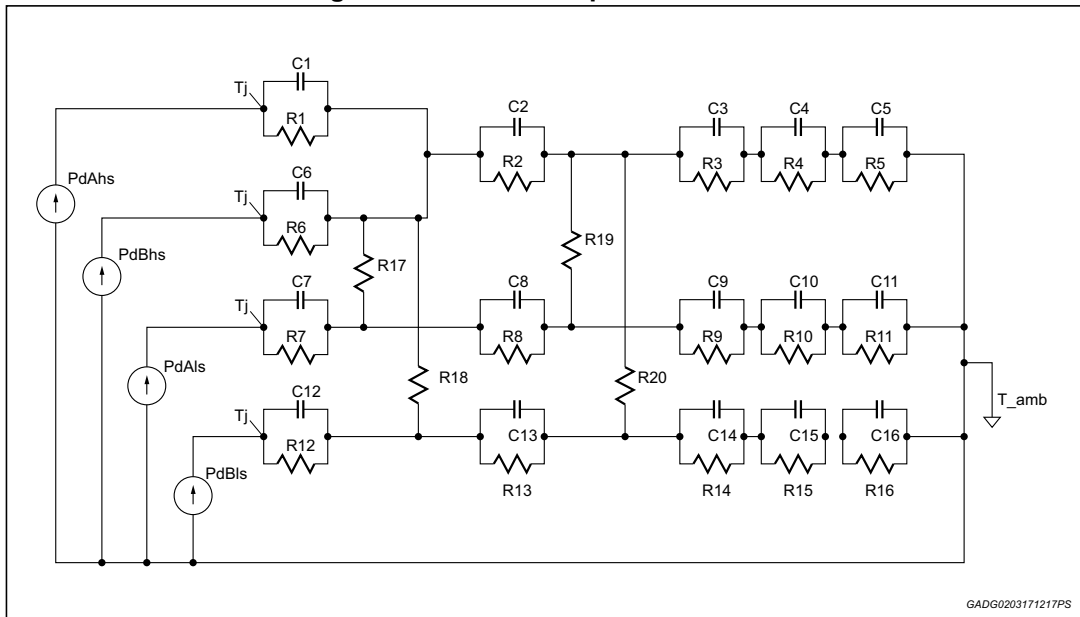 C1
Tj
R1
C2
C3
C4
C5
R2
R3
R4
R5
PdAhs
C6
Tj
R6
R19
PdBhs
R17
C7
C8
C9
C10
C11
Tj
R7
R8
R9
R10
R11
PdAls
R18
R20
C12
T_amb
Tj
R12
C13
C14
C15
C16
PdBls
R13
R14
R15
R16
GADG0203171217PS